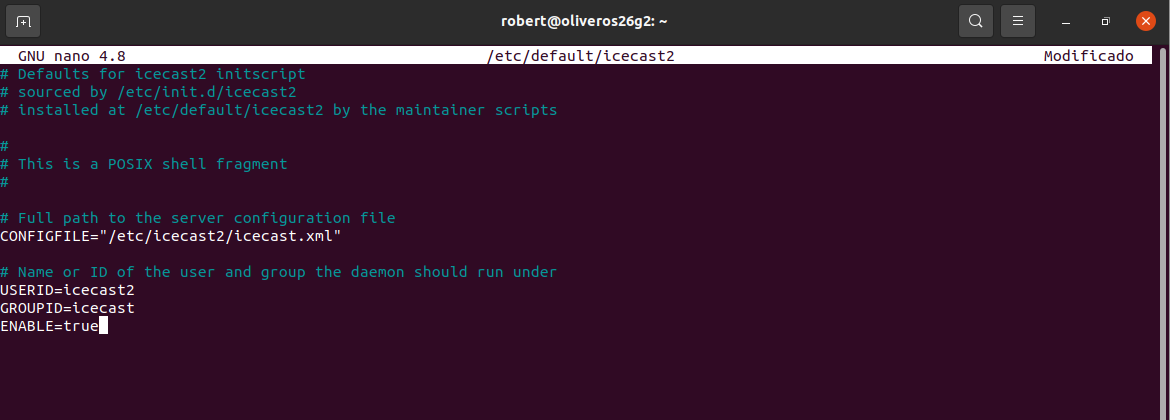 robert@oliveros26g2: ~
GNU nano 4.8 /etc/default/icecast2 Modificado
# Defaults for icecast2 initscript
# sourced by /etc/init.d/icecast2
# installed at /etc/default/icecast2 by the maintainer scripts
#
# This is a POSIX shell fragment
#
# Full path to the server configuration file
CONFIGFILE="/etc/icecast2/icecast.xml"
# Name or ID of the user and group the daemon should run under
USERID=icecast2
GROUPID=icecast
ENABLE=true